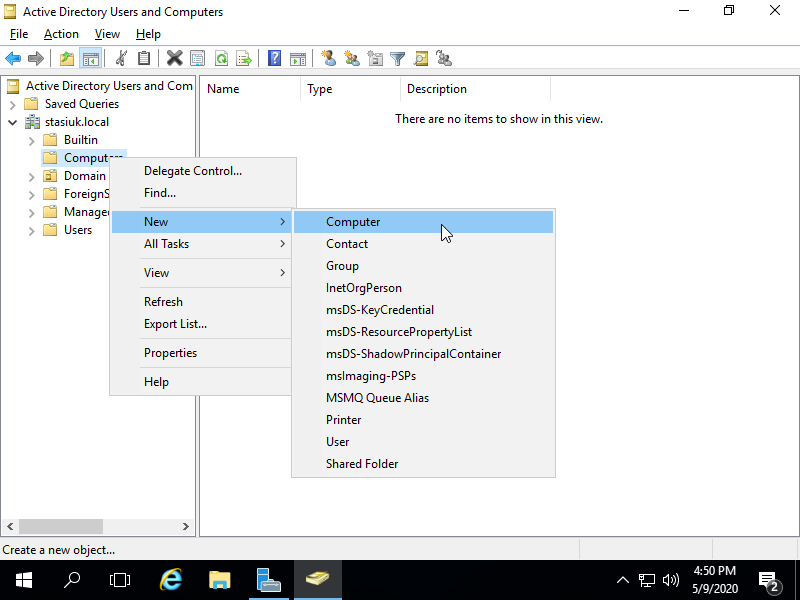 Active Directory Users and Computers
File Action View Help
Active Directory Users and Com
Saved Queries
stasiuk.local
Builtin
Computers
Domain
ForeignS
Managed
Users
Name Type Description
There are no items to show in this view.
Delegate Control...
Find...
New
All Tasks
View
Refresh
Export List...
Properties
Help
Computer
Contact
Group
InetOrgPerson
msDS-KeyCredential
msDS-ResourcePropertyList
msDS-ShadowPrincipalContainer
msImaging-PSPs
MSMQ Queue Alias
Printer
User
Shared Folder
Create a new object...
4:50 PM
5/9/2020
2